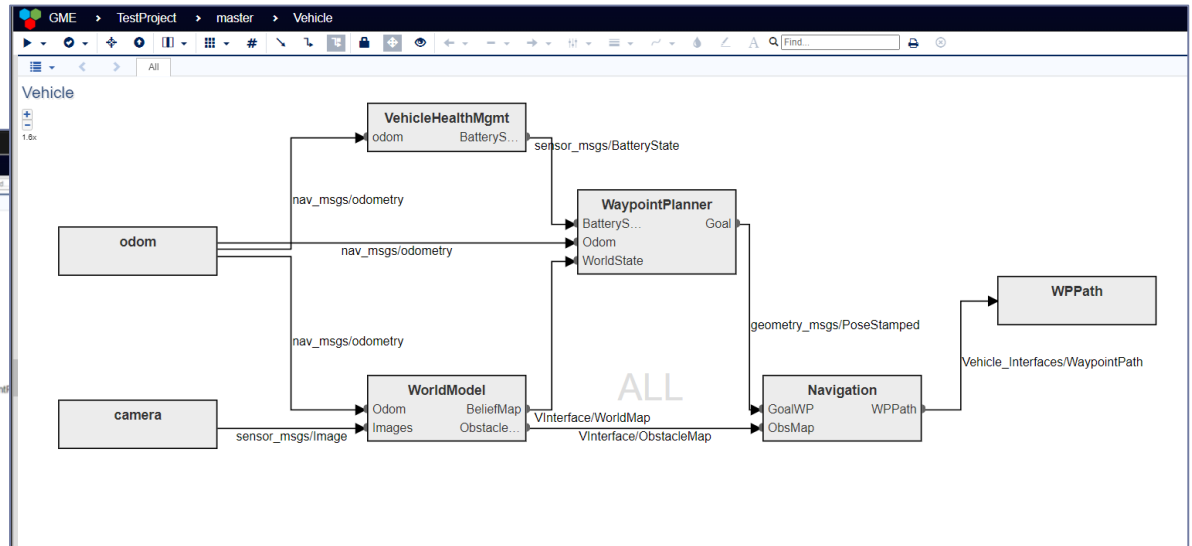 GME › TestProject › master › Vehicle
# A Find...
All
Vehicle
+
−
1.6x
VehicleHealthMgmt
odom BatteryS...
sensor_msgs/BatteryState
nav_msgs/odometry
WaypointPlanner
BatteryS... Goal
Odom
WorldState
odom
nav_msgs/odometry
WPPath
geometry_msgs/PoseStamped
nav_msgs/odometry
Vehicle_Interfaces/WaypointPath
ALL
WorldModel
Odom BeliefMap
Images Obstacle...
VInterface/WorldMap
VInterface/ObstacleMap
Navigation
GoalWP WPPath
ObsMap
camera
sensor_msgs/Image